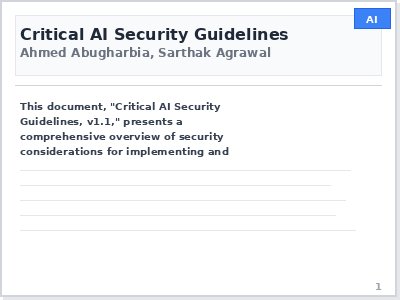 AI
Critical AI Security Guidelines
Ahmed Abugharbia, Sarthak Agrawal
This document, "Critical AI Security
Guidelines, v1.1," presents a
comprehensive overview of security
considerations for implementing and
1